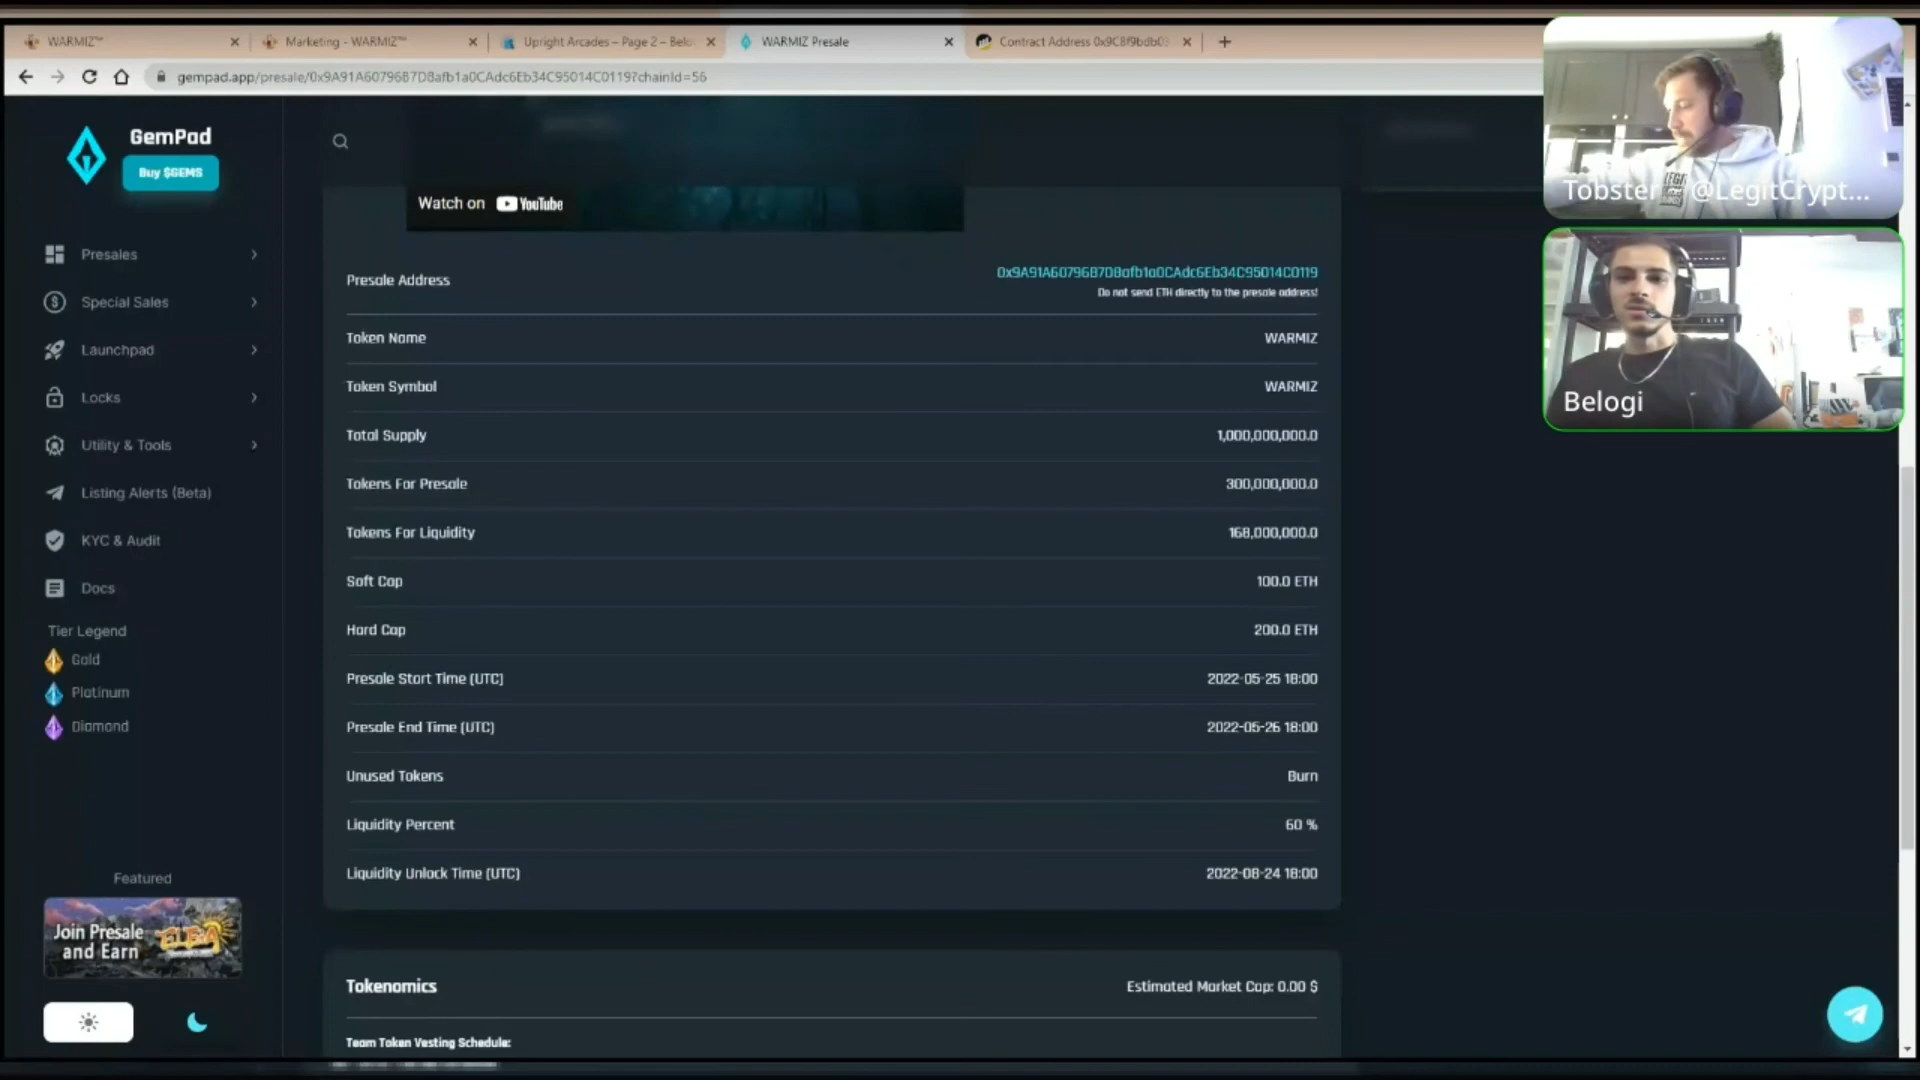 WARMIZ™
Marketing - WARMIZ™
Upright Arcades – Page 2 – Belo
WARMIZ Presale
Contract Address 0x9C8f9bdb0
gempad.app/presale/0x9A91A6079687D8afb1a0CAdc6Eb34C95014C0119?chainId=56
GemPad
Buy $GEMS
Presales
Special Sales
Launchpad
Locks
Utility & Tools
Listing Alerts (Beta)
KYC & Audit
Docs
Tier Legend
Gold
Platinum
Diamond
Featured
Join Presale
and Earn
Watch on YouTube
Presale Address
0x9A91A6079687D8afb1a0CAdc6Eb34C95014C0119
Do not send ETH directly to the presale address!
Token Name
WARMIZ
Token Symbol
WARMIZ
Total Supply
1,000,000,000.0
Tokens For Presale
300,000,000.0
Tokens For Liquidity
168,000,000.0
Soft Cap
100.0 ETH
Hard Cap
200.0 ETH
Presale Start Time (UTC)
2022-05-25 18:00
Presale End Time (UTC)
2022-05-26 18:00
Unused Tokens
Burn
Liquidity Percent
60 %
Liquidity Unlock Time (UTC)
2022-08-24 18:00
Tokenomics
Estimated Market Cap: 0.00 $
Team Token Vesting Schedule:
Tobster
@LegitCrypt...
Belogi